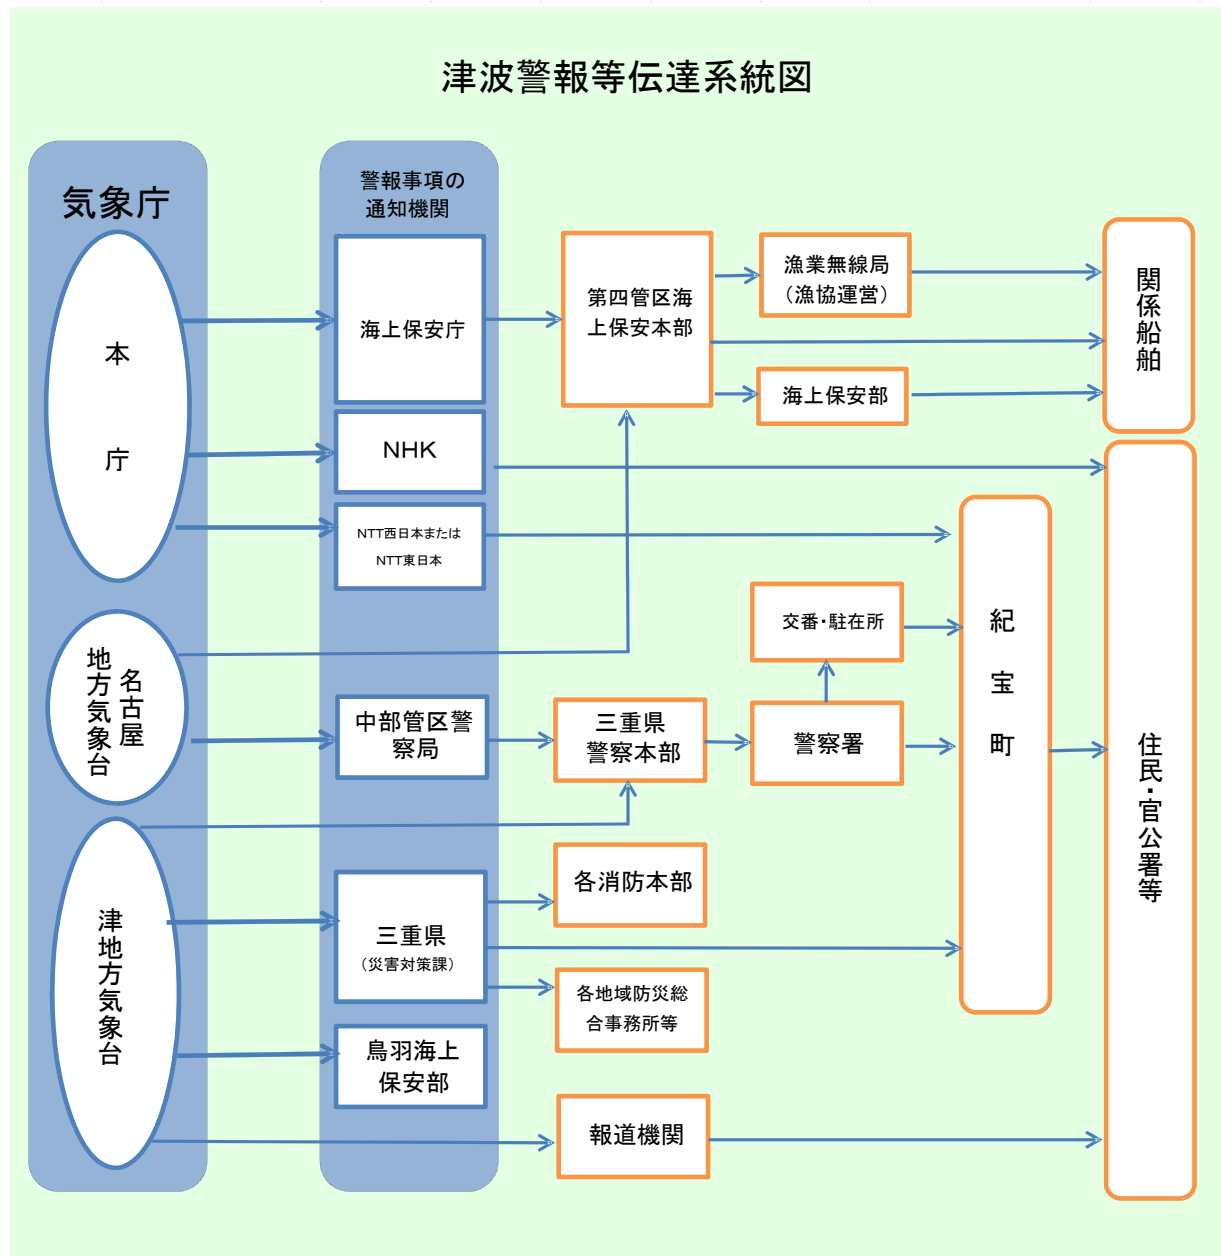 津波警報等伝達系統図
気象庁
本庁
名古屋
地方気象台
津地方気象台
警報事項の
通知機関
海上保安庁
NHK
NTT西日本または
NTT東日本
中部管区警
察局
三重県
(災害対策課)
鳥羽海上
保安部
第四管区海
上保安本部
三重県
警察本部
各消防本部
各地域防災総
合事務所等
報道機関
漁業無線局
(漁協運営)
海上保安部
交番・駐在所
警察署
紀宝町
関係船舶
住民・官公署等